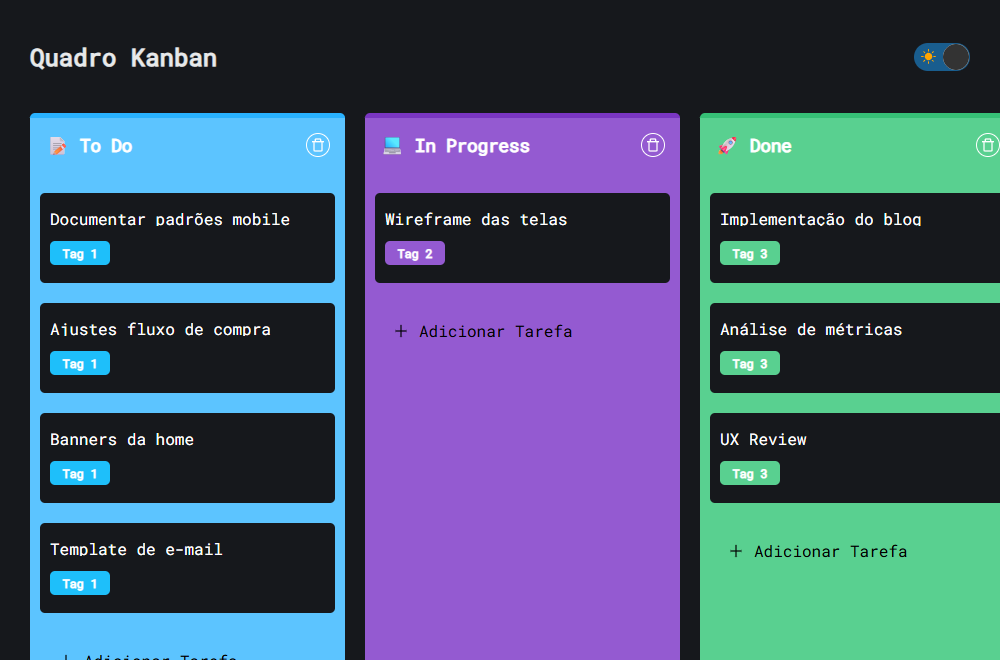 Quadro Kanban
To Do
Documentar padrões mobile
Tag 1
Ajustes fluxo de compra
Tag 1
Banners da home
Tag 1
Template de e-mail
Tag 1
+ Adicionar Tarefa
In Progress
Wireframe das telas
Tag 2
+ Adicionar Tarefa
Done
Implementação do blog
Tag 3
Análise de métricas
Tag 3
UX Review
Tag 3
+ Adicionar Tarefa